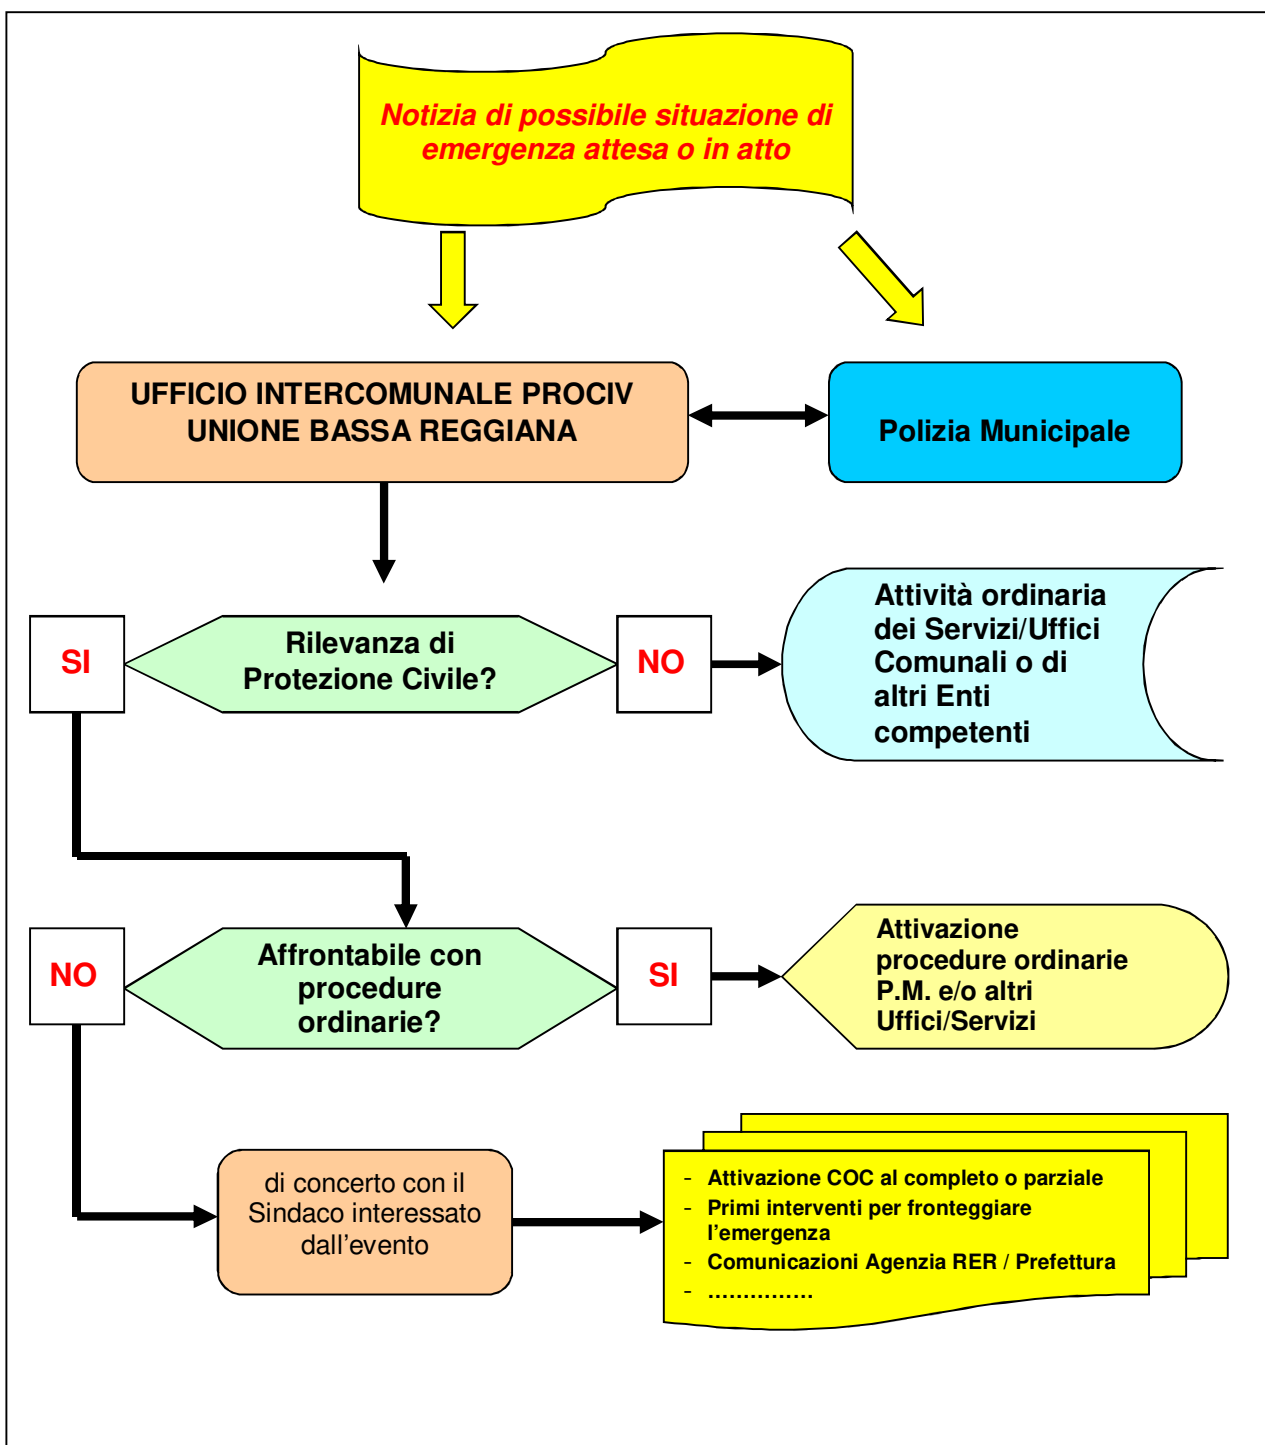 Notizia di possibile situazione di
emergenza attesa o in atto
UFFICIO INTERCOMUNALE PROCIV
UNIONE BASSA REGGIANA
Polizia Municipale
SI
Rilevanza di
Protezione Civile?
NO
Attività ordinaria
dei Servizi/Uffici
Comunali o di
altri Enti
competenti
NO
Affrontabile con
procedure
ordinarie?
SI
Attivazione
procedure ordinarie
P.M. e/o altri
Uffici/Servizi
di concerto con il
Sindaco interessato
dall'evento
- Attivazione COC al completo o parziale
- Primi interventi per fronteggiare
l'emergenza
- Comunicazioni Agenzia RER / Prefettura
- ……………